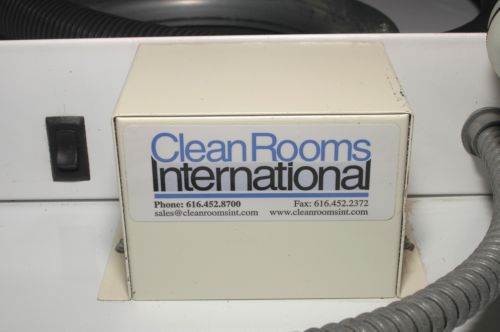 Clean Rooms
International
Phone: 616.452.8700 Fax: 616.452.2372
sales@cleanroomsint.com www.cleanroomsint.com